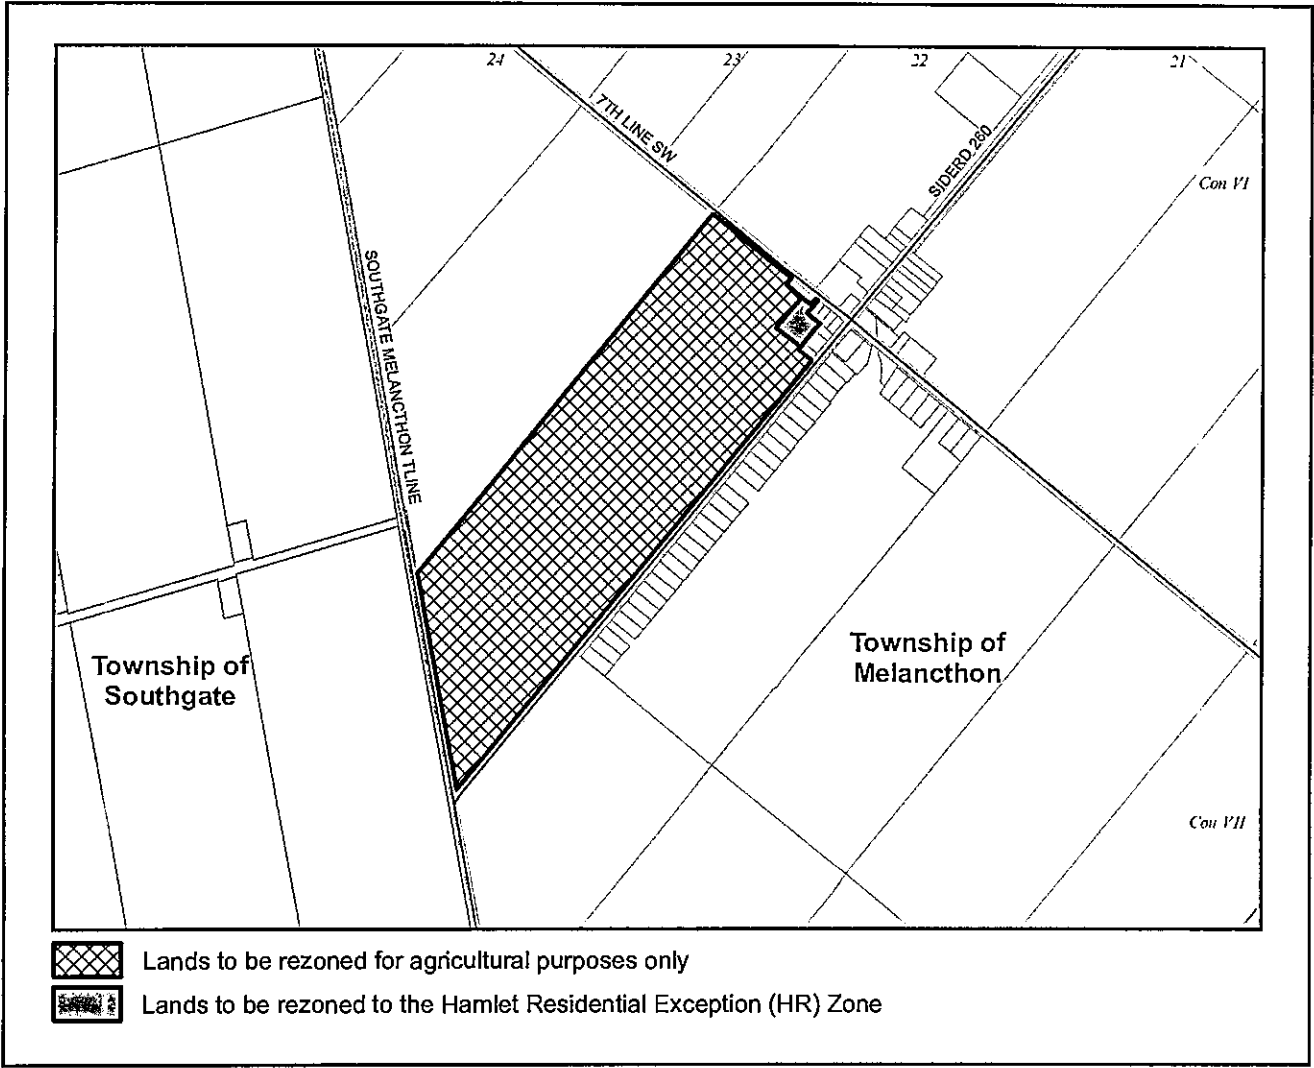 24
23
22
21
7TH LINE SW
SIDERD 260
Con VI
SOUTHGATE MELANCTHON TLINE
Township of
Southgate
Township of
Melancthon
Con VII
Lands to be rezoned for agricultural purposes only
Lands to be rezoned to the Hamlet Residential Exception (HR) Zone